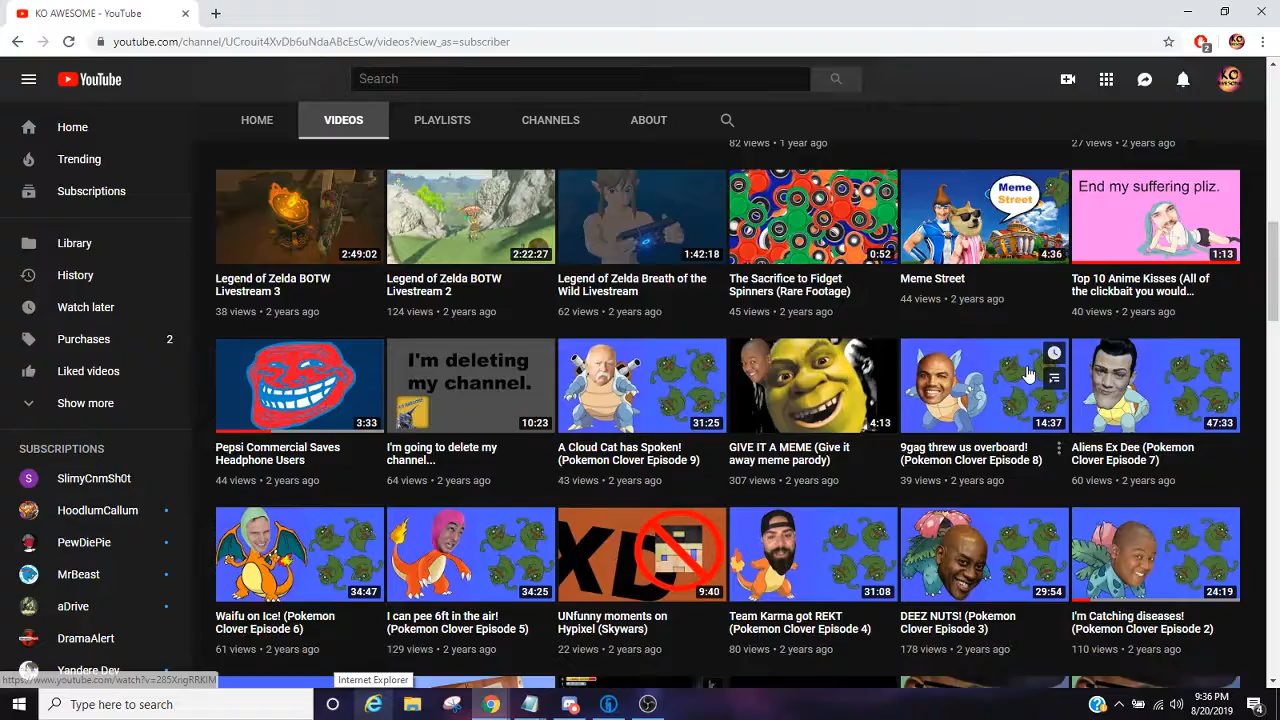 KO AWESOME - YouTube
youtube.com/channel/UCrouit4XvDb6uNdaABcEsCw/videos?view_as=subscriber
2
YouTube
Search
HOME
VIDEOS
PLAYLISTS
CHANNELS
ABOUT
Home
Trending
Subscriptions
Library
History
Watch later
Purchases 2
Liked videos
Show more
SUBSCRIPTIONS
S SlimyCnmSh0t
HoodlumCallum
PewDiePie
MrBeast
aDrive
DramaAlert
Yandere Dev
82 views • 1 year ago
27 views • 2 years ago
2:49:02
Legend of Zelda BOTW
Livestream 3
38 views • 2 years ago
2:22:27
Legend of Zelda BOTW
Livestream 2
124 views • 2 years ago
1:42:18
Legend of Zelda Breath of the
Wild Livestream
62 views • 2 years ago
0:52
The Sacrifice to Fidget
Spinners (Rare Footage)
45 views • 2 years ago
Meme
Street
4:36
Meme Street
44 views • 2 years ago
End my suffering pliz.
1:13
Top 10 Anime Kisses (All of
the clickbait you would...
40 views • 2 years ago
3:33
Pepsi Commercial Saves
Headphone Users
44 views • 2 years ago
I'm deleting
my channel.
10:23
I'm going to delete my
channel...
64 views • 2 years ago
31:25
A Cloud Cat has Spoken!
(Pokemon Clover Episode 9)
43 views • 2 years ago
4:13
GIVE IT A MEME (Give it
away meme parody)
307 views • 2 years ago
14:37
9gag threw us overboard!
(Pokemon Clover Episode 8)
39 views • 2 years ago
47:33
Aliens Ex Dee (Pokemon
Clover Episode 7)
60 views • 2 years ago
34:47
Waifu on Ice! (Pokemon
Clover Episode 6)
61 views • 2 years ago
34:25
I can pee 6ft in the air!
(Pokemon Clover Episode 5)
129 views • 2 years ago
XD
9:40
UNfunny moments on
Hypixel (Skywars)
22 views • 2 years ago
31:08
Team Karma got REKT
(Pokemon Clover Episode 4)
80 views • 2 years ago
29:54
DEEZ NUTS! (Pokemon
Clover Episode 3)
178 views • 2 years ago
24:19
I'm Catching diseases!
(Pokemon Clover Episode 2)
110 views • 2 years ago
https://www.youtube.com/watch?v=285XngRRKIM
Internet Explorer
Type here to search
9:36 PM
8/20/2019
4